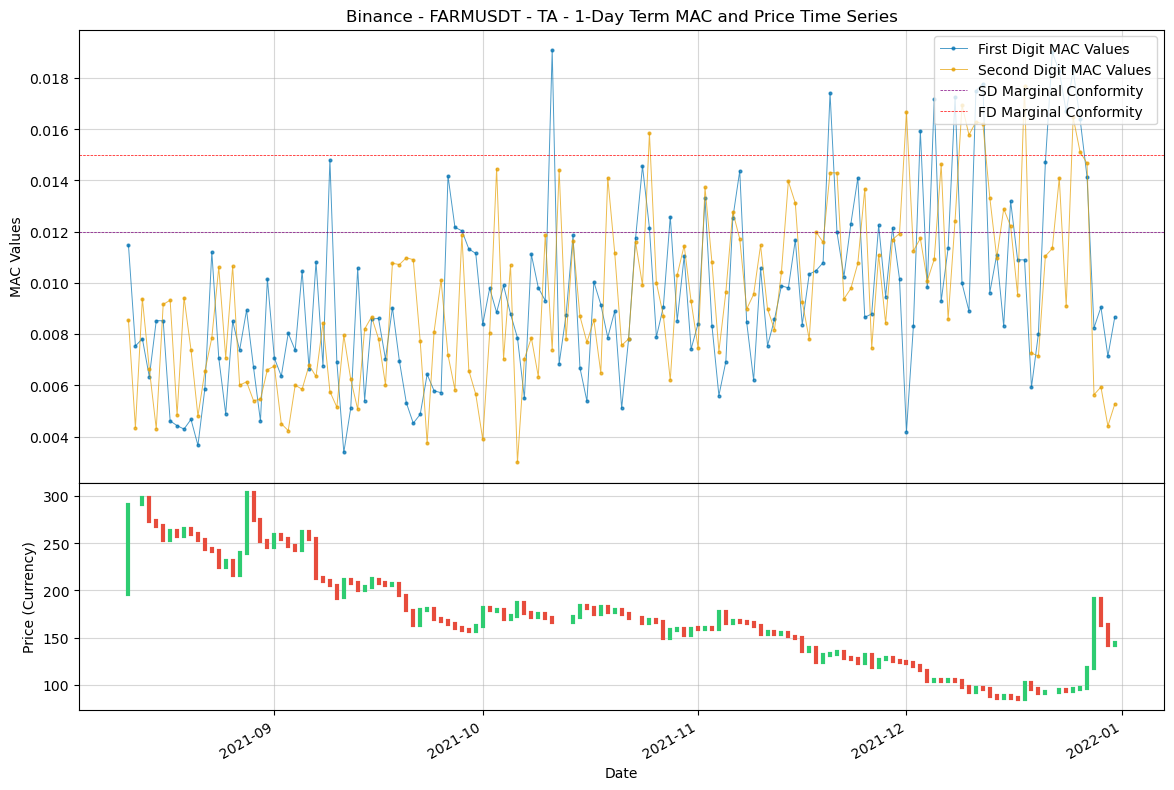 Binance - FARMUSDT - TA - 1-Day Term MAC and Price Time Series
First Digit MAC Values
Second Digit MAC Values
SD Marginal Conformity
FD Marginal Conformity
MAC Values
0.018
0.016
0.014
0.012
0.010
0.008
0.006
0.004
Price (Currency)
300
250
200
150
100
2021-09
2021-10
2021-11
2021-12
2022-01
Date